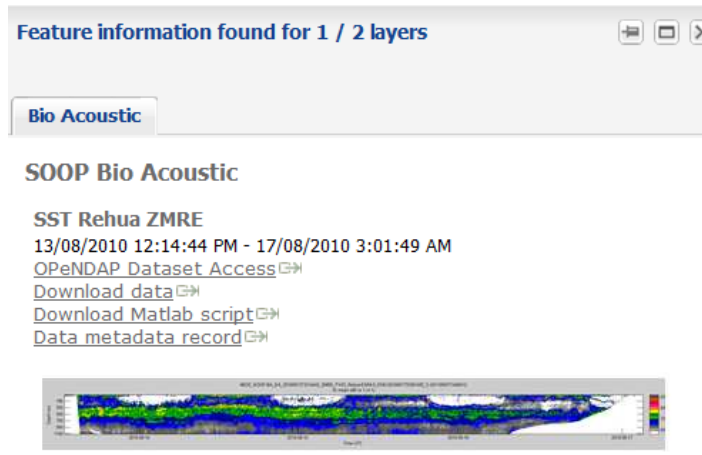 Feature information found for 1 / 2 layers
Bio Acoustic
SOOP Bio Acoustic
SST Rehua ZMRE
13/08/2010 12:14:44 PM - 17/08/2010 3:01:49 AM
OPeNDAP Dataset Access
Download data
Download Matlab script
Data metadata record